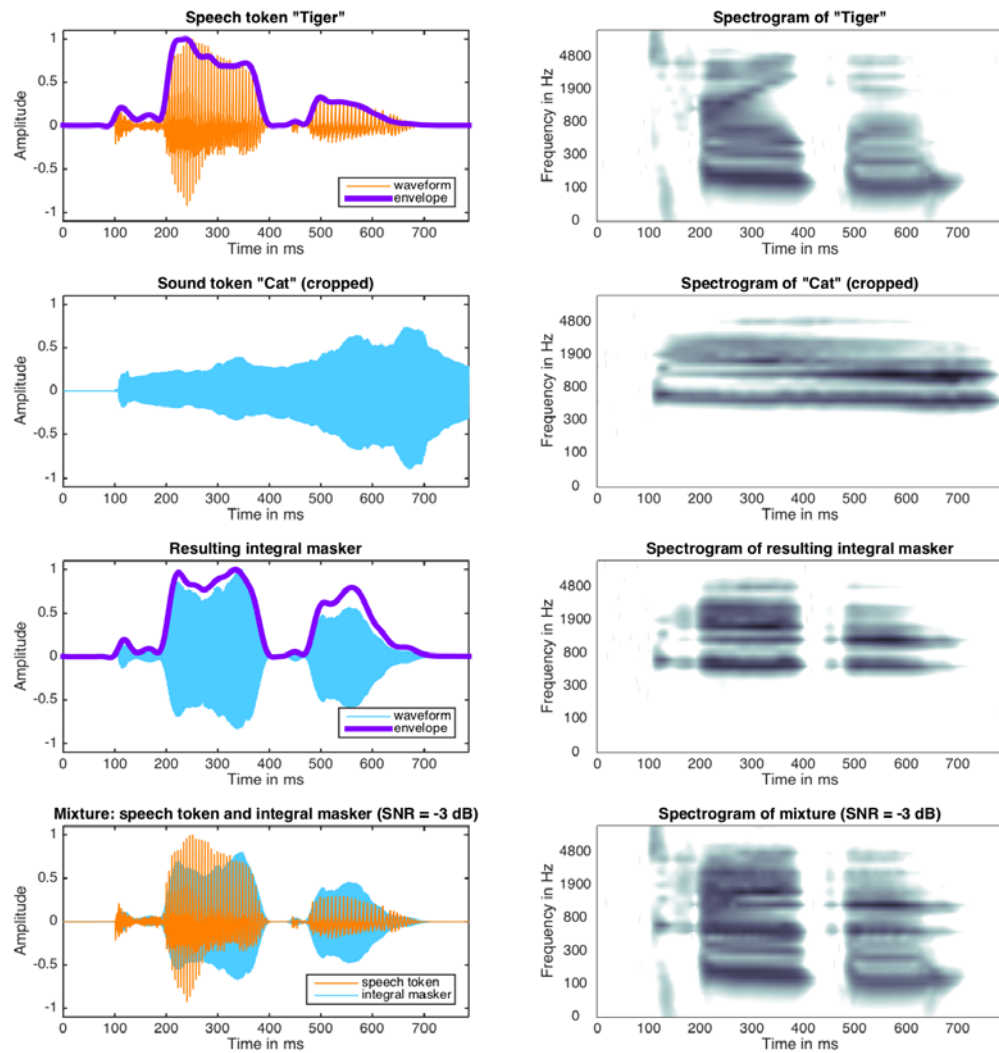 Speech token "Tiger"
1
0.5
0
-0.5
-1
Amplitude
waveform
envelope
0 100 200 300 400 500 600 700
Time in ms
Spectrogram of "Tiger"
4800
1900
800
300
100
0
Frequency in Hz
0 100 200 300 400 500 600 700
Time in ms
Sound token "Cat" (cropped)
1
0.5
0
-0.5
-1
Amplitude
0 100 200 300 400 500 600 700
Time in ms
Spectrogram of "Cat" (cropped)
4800
1900
800
300
100
0
Frequency in Hz
0 100 200 300 400 500 600 700
Time in ms
Resulting integral masker
1
0.5
0
-0.5
-1
Amplitude
waveform
envelope
0 100 200 300 400 500 600 700
Time in ms
Spectrogram of resulting integral masker
4800
1900
800
300
100
0
Frequency in Hz
0 100 200 300 400 500 600 700
Time in ms
Mixture: speech token and integral masker (SNR = -3 dB)
1
0.5
0
-0.5
-1
Amplitude
speech token
integral masker
0 100 200 300 400 500 600 700
Time in ms
Spectrogram of mixture (SNR = -3 dB)
4800
1900
800
300
100
0
Frequency in Hz
0 100 200 300 400 500 600 700
Time in ms